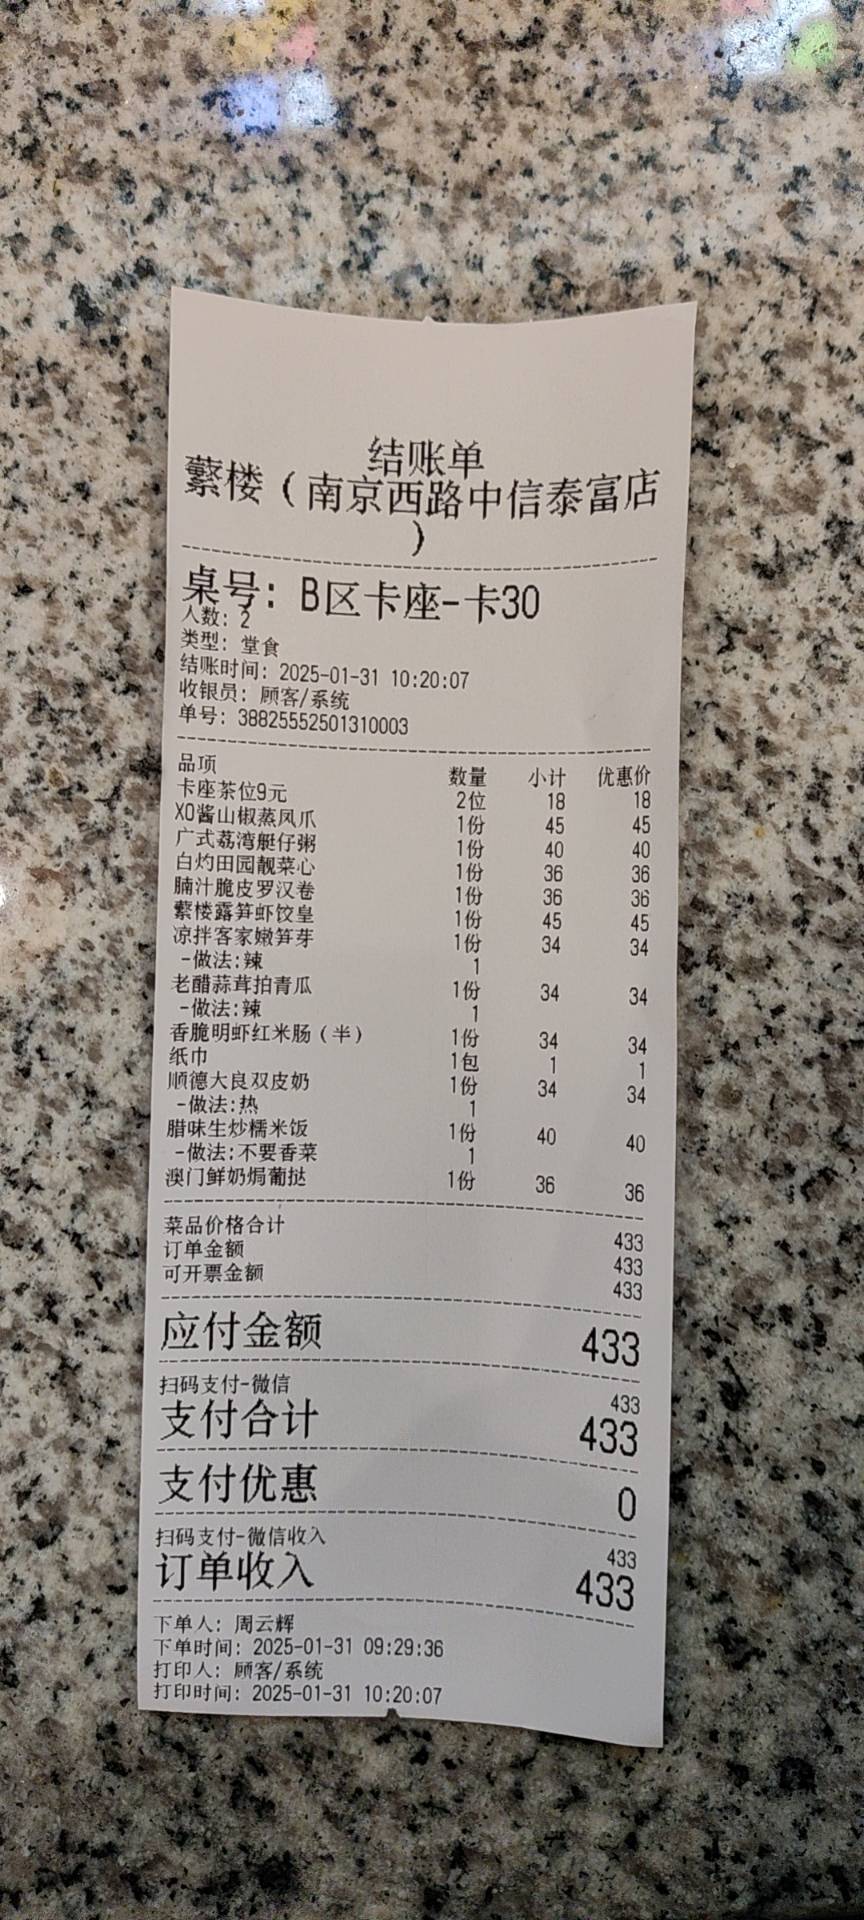 结账单
蘩楼（南京西路中信泰富店
）
桌号: B区卡座-卡30
人数: 2
类型: 堂食
结账时间: 2025-01-31 10:20:07
收银员: 顾客/系统
单号: 38825552501310003
品项 数量 小计 优惠价
卡座茶位9元 2位 18 18
XO酱山椒蒸凤爪 1份 45 45
广式荔湾艇仔粥 1份 40 40
白灼田园靓菜心 1份 36 36
腩汁脆皮罗汉卷 1份 36 36
蘩楼露笋虾饺皇 1份 45 45
凉拌客家嫩笋芽 1份 34 34
-做法:辣 1
老醋蒜茸拍青瓜 1份 34 34
-做法:辣 1
香脆明虾红米肠（半） 1份 34 34
纸巾 1包 1 1
顺德大良双皮奶 1份 34 34
-做法:热 1
腊味生炒糯米饭 1份 40 40
-做法:不要香菜 1
澳门鲜奶焗葡挞 1份 36 36
菜品价格合计 433
订单金额 433
可开票金额 433
应付金额 433
扫码支付-微信 433
支付合计 433
支付优惠 0
扫码支付-微信收入 433
订单收入 433
下单人: 周云辉
下单时间: 2025-01-31 09:29:36
打印人: 顾客/系统
打印时间: 2025-01-31 10:20:07